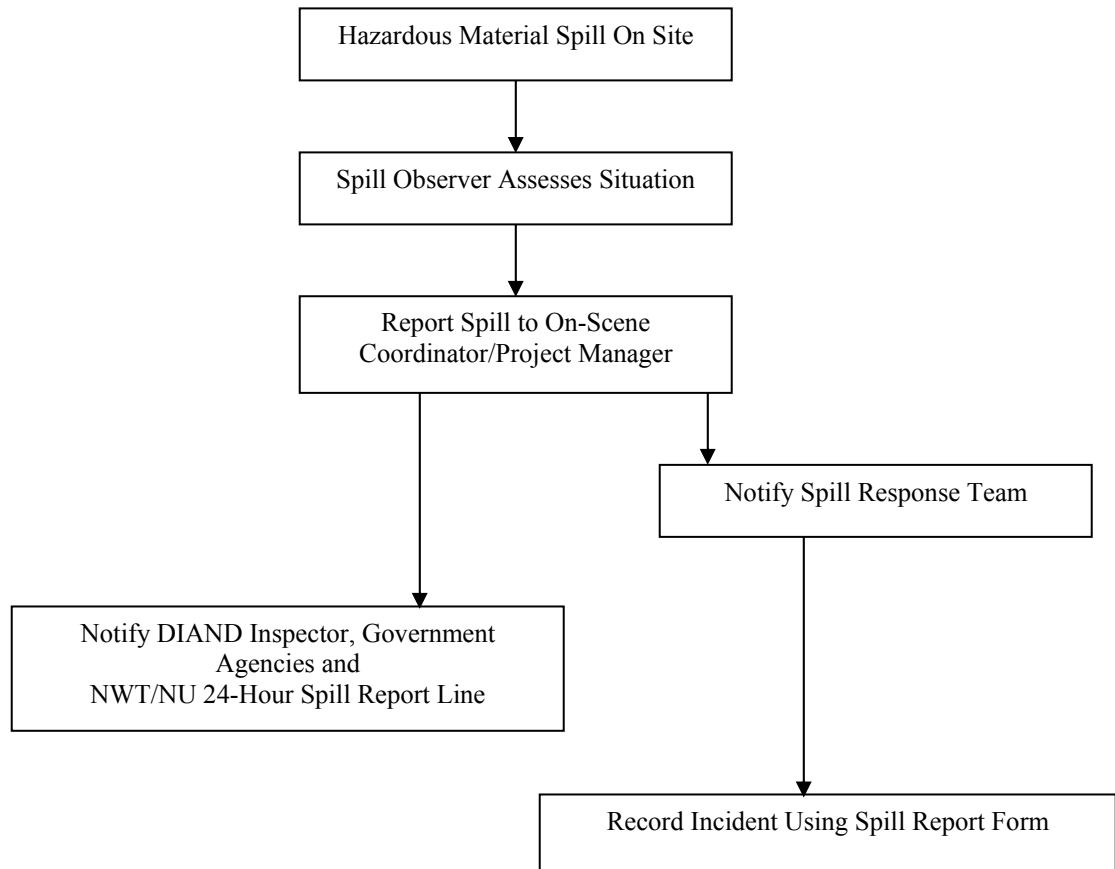 Hazardous Material Spill On Site
Spill Observer Assesses Situation
Report Spill to On-Scene
Coordinator/Project Manager
Notify Spill Response Team
Notify DIAND Inspector, Government
Agencies and
NWT/NU 24-Hour Spill Report Line
Record Incident Using Spill Report Form